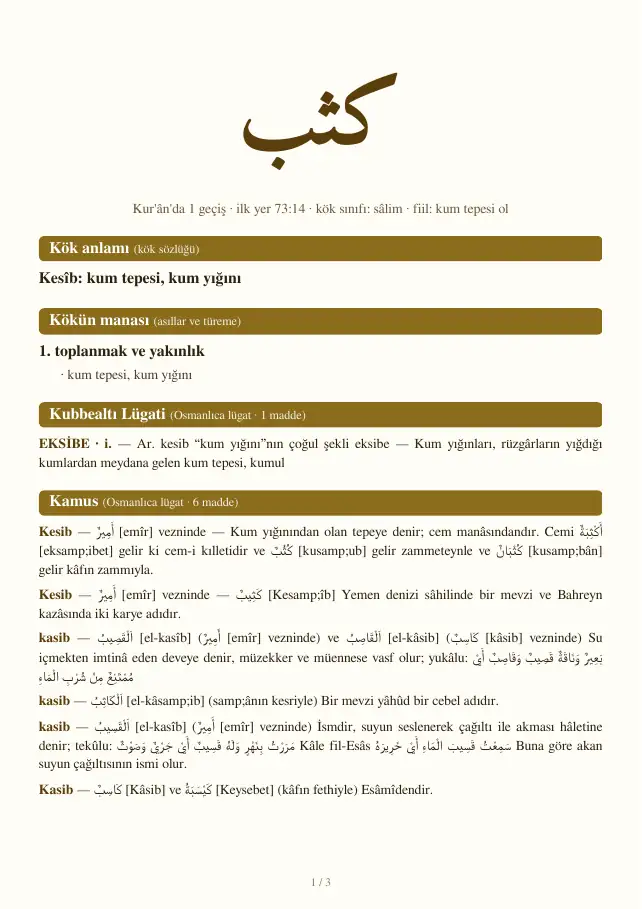 كثب
Kur'ân'da 1 geçiş · ilk yer 73:14 · kök sınıfı: sâlim · fiil: kum tepesi ol
Kök anlamı (kök sözlüğü)
Kesîb: kum tepesi, kum yığını
Kökün manası (asıllar ve türeme)
1. toplanmak ve yakınlık
· kum tepesi, kum yığını
Kubbealtı Lügati (Osmanlıca lügat · 1 madde)
EKSİBE · i. — Ar. kesib “kum yığını”nın çoğul şekli eksibe — Kum yığınları, rüzgârların yığdığı
kumlardan meydana gelen kum tepesi, kumul
Kamus (Osmanlıca lügat · 6 madde)
Kesib — أَمِيرٌ [emîr] vezninde — Kum yığınından olan tepeye denir; cem manâsındandır. Cemi أَكْثِبَةٌ
[eksamp;ibet] gelir ki cem-i kılletidir ve كُثُبٌ [kusamp;ub] gelir zammeteynle ve كُثْبَانٌ [kusamp;bân]
gelir kâfın zammıyla.
Kesib — أَمِيرٌ [emîr] vezninde — كَثِيبٌ [Kesamp;îb] Yemen denizi sâhilinde bir mevzi ve Bahreyn
kazâsında iki karye adıdır.
kasib — اَلْقَصِيبُ [el-kasîb] (أَمِيرٌ [emîr] vezninde) ve اَلْقَاصِبُ [el-kâsib] (كَاسِبٌ [kâsib] vezninde) Su
içmekten imtinâ eden deveye denir, müzekker ve müennese vasf olur; yukâlu: بَعِيرٌ وَنَاقَةٌ قَصِيبٌ وَقَاصِبٌ أَيْ
مُمْتَنِعٌ مِنْ شُرْبِ الْمَاءِ
kasib — اَلْكَاثِبُ [el-kâsamp;ib] (samp;ânın kesriyle) Bir mevzi yâhûd bir cebel adıdır.
kasib — اَلْقَسِيبُ [el-kasîb] (أَمِيرٌ [emîr] vezninde) İsmdir, suyun seslenerek çağıltı ile akması hâletine
denir; tekûlu: مَرَرْتُ بِنَهْرٍ وَلَهُ قَسِيبٌ أَيْ جَرْيٌ وَصَوْتٌ Kâle fil-Esâs سَمِعْتُ قَسِيبَ الْمَاءِ أَيْ خَرِيرَهُ Buna göre akan
suyun çağıltısının ismi olur.
Kasib — كَاسِبٌ [Kâsib] ve كَيْسَبَةُ [Keysebet] (kâfın fethiyle) Esâmîdendir.
1 / 3